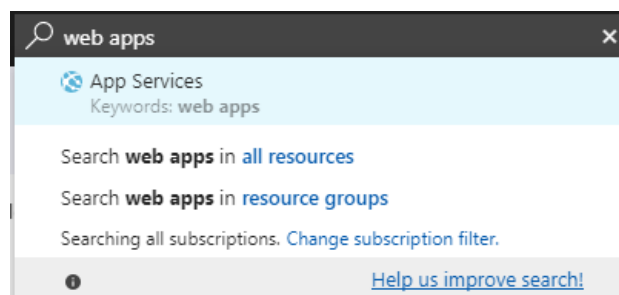 web apps
App Services
Keywords: web apps
Search web apps in all resources
Search web apps in resource groups
Searching all subscriptions. Change subscription filter.
Help us improve search!